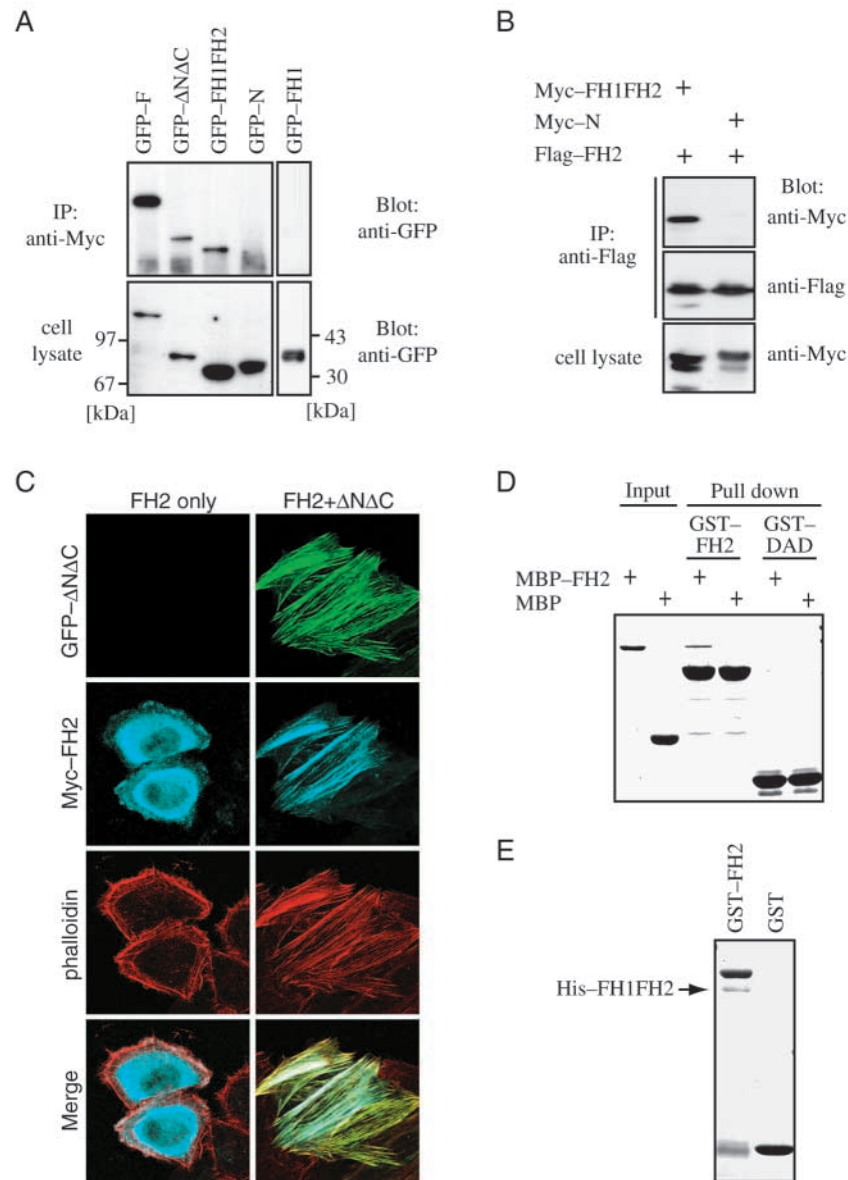 A
GFP–F
GFP–ΔNΔC
GFP–FH1FH2
GFP–N
GFP–FH1
IP:
anti-Myc
Blot:
anti-GFP
cell
lysate
97
67
[kDa]
43
30
[kDa]
Blot:
anti-GFP
B
Myc–FH1FH2 +
Myc–N +
Flag–FH2 + +
IP:
anti-Flag
Blot:
anti-Myc
anti-Flag
cell lysate
anti-Myc
C
FH2 only
FH2+ΔNΔC
GFP–ΔNΔC
Myc–FH2
phalloidin
Merge
D
Input
Pull down
GST–
FH2
GST–
DAD
MBP–FH2 + + +
MBP + + +
E
GST–FH2
GST
His–FH1FH2